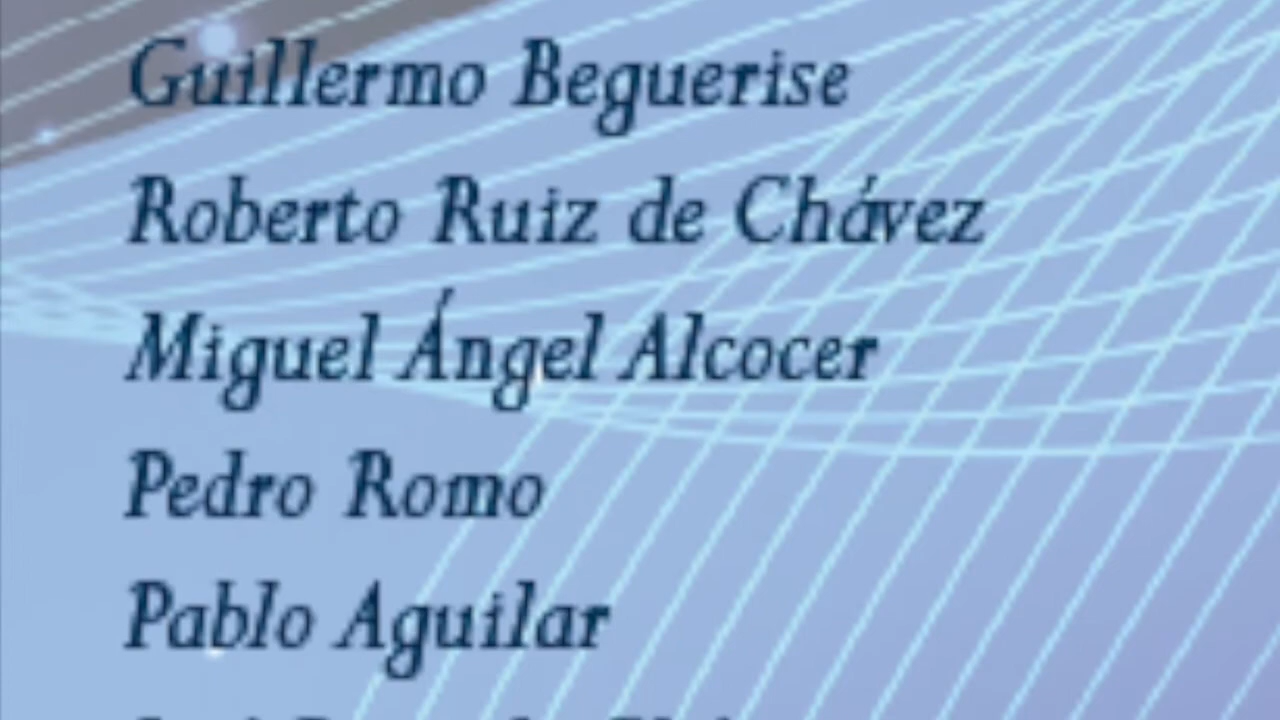 Guillermo Beguerise
Roberto Ruiz de Chávez
Miguel Ángel Alcocer
Pedro Romo
Pablo Aguilar